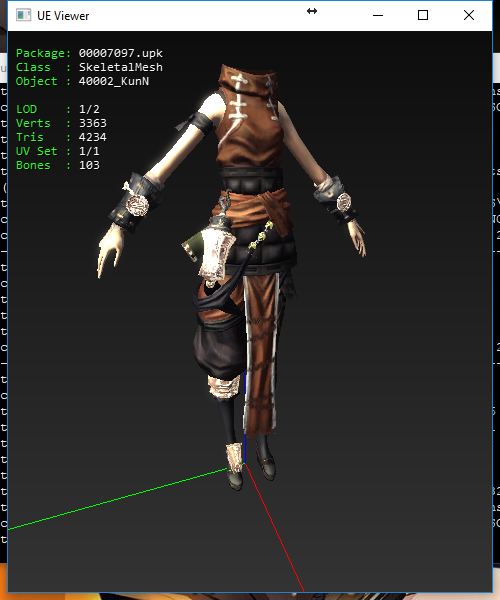 UE Viewer
Package: 00007097.upk
Class  : SkeletalMesh
Object : 40002_KunN
LOD    : 1/2
Verts  : 3363
Tris   : 4234
UV Set : 1/1
Bones  : 103